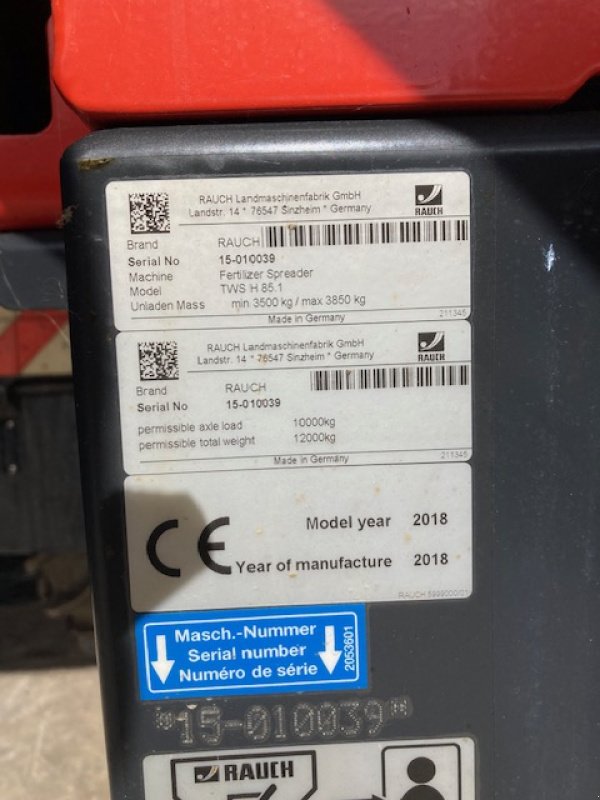 RAUCH Landmaschinenfabrik GmbH
Landstr. 14 * 76547 Sinzheim * Germany
RAUCH
Brand RAUCH
Serial No 15-010039
Machine Fertilizer Spreader
Model TWS H 85.1
Unladen Mass min 3500 kg / max 3850 kg
Made in Germany 211345
RAUCH Landmaschinenfabrik GmbH
Landstr. 14 * 76547 Sinzheim * Germany
RAUCH
Brand RAUCH
Serial No 15-010039
permissible axle load 10000kg
permissible total weight 12000kg
Made in Germany 211345
CE
Model year 2018
Year of manufacture 2018
RAUCH 5999000/01
Masch.-Nummer
Serial number
Numéro de série
2053601
15-010039
RAUCH